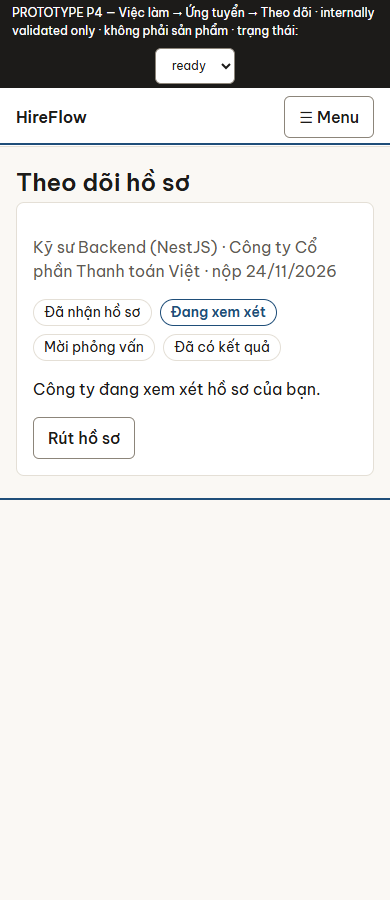 PROTOTYPE P4 — Việc làm → Ứng tuyển → Theo dõi · internally
validated only · không phải sản phẩm · trạng thái:
ready
HireFlow
☰ Menu
Theo dõi hồ sơ
Kỹ sư Backend (NestJS) · Công ty Cổ
phần Thanh toán Việt · nộp 24/11/2026
Đã nhận hồ sơ
Đang xem xét
Mời phỏng vấn
Đã có kết quả
Công ty đang xem xét hồ sơ của bạn.
Rút hồ sơ